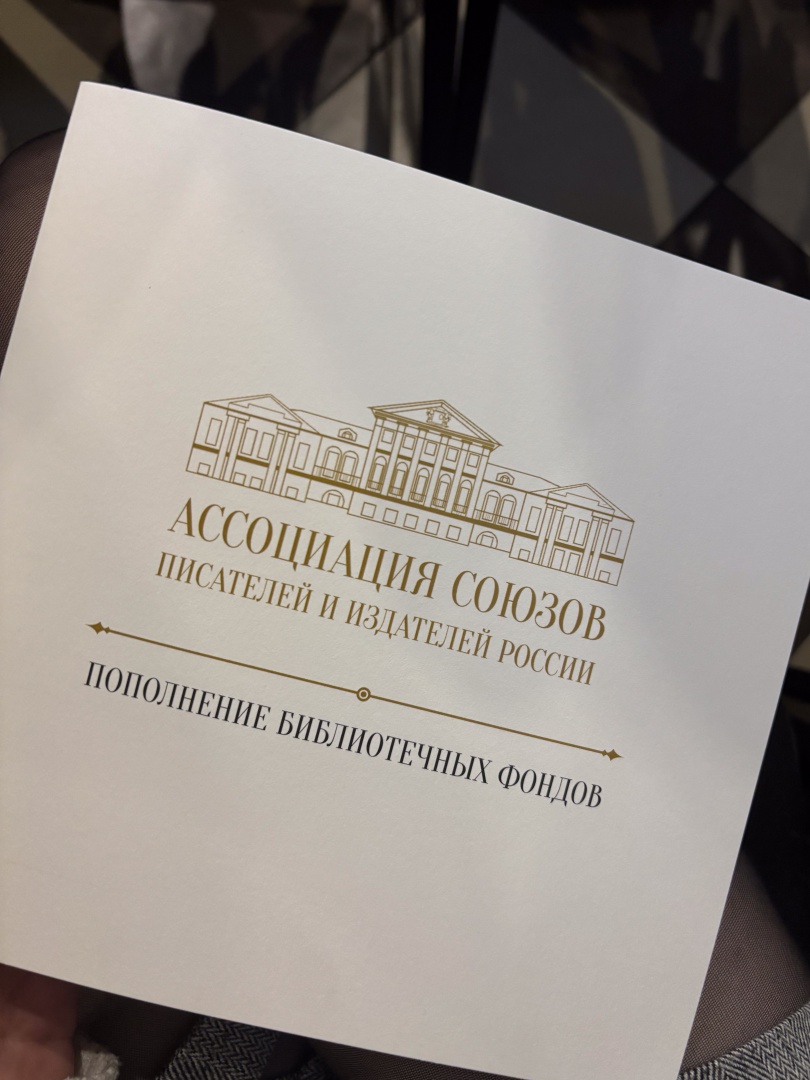 АССОЦИАЦИЯ СОЮЗОВ
ПИСАТЕЛЕЙ И ИЗДАТЕЛЕЙ РОССИИ
ПОПОЛНЕНИЕ БИБЛИОТЕЧНЫХ ФОНДОВ